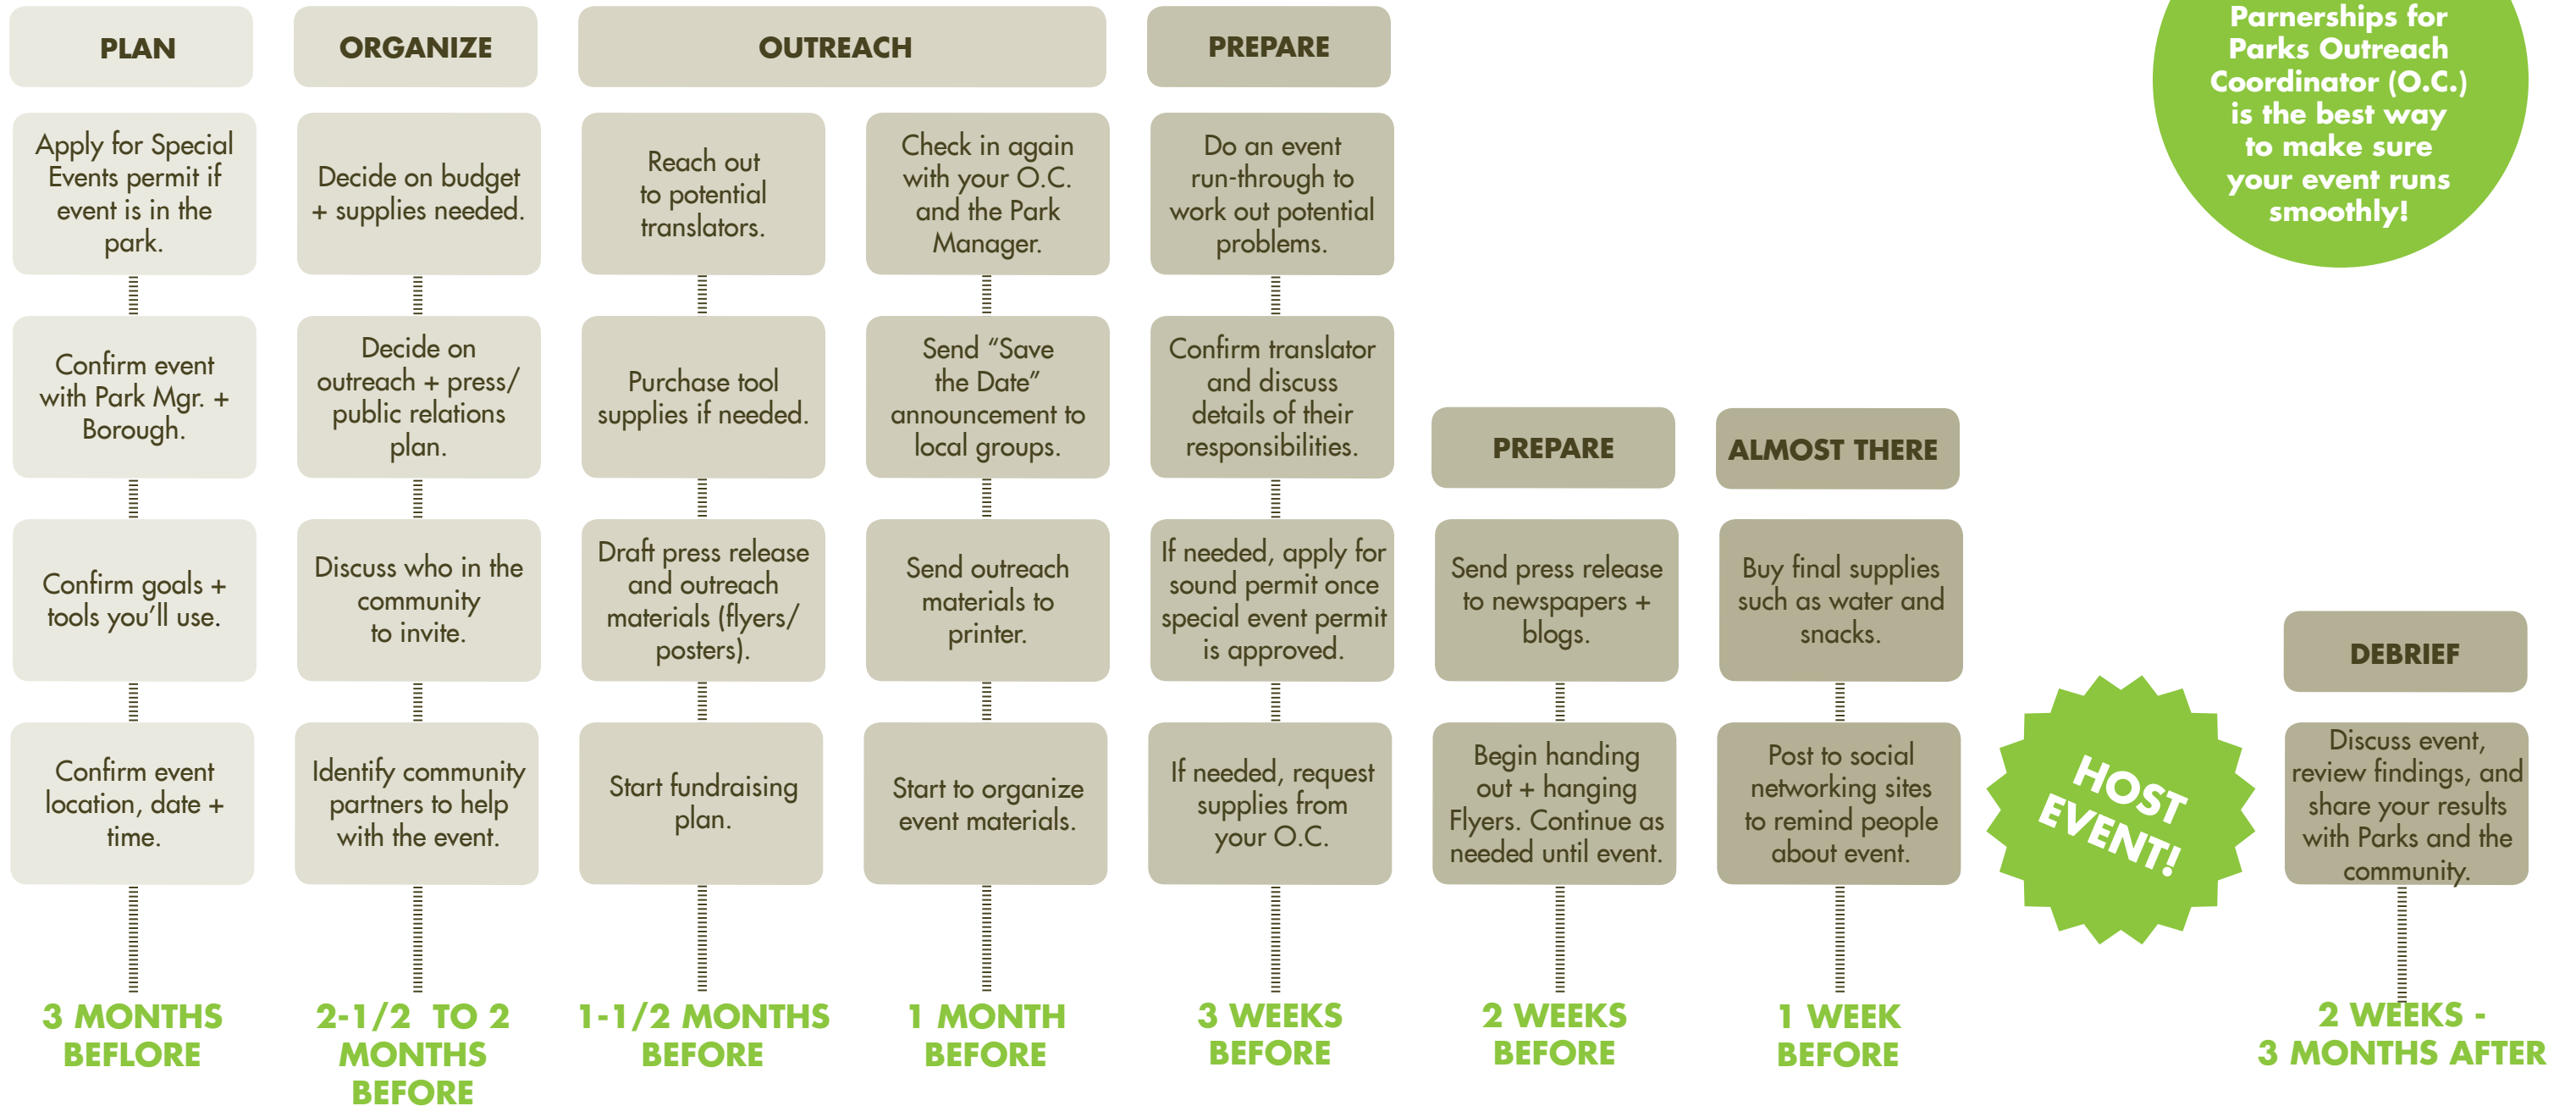 PLAN
Apply for Special
Events permit if
event is in the
park.
Confirm event
with Park Mgr. +
Borough.
Confirm goals +
tools you'll use.
Confirm event
location, date +
time.
3 MONTHS
BEFLORE
ORGANIZE
Decide on budget
+ supplies needed.
Decide on
outreach + press/
public relations
plan.
Discuss who in the
community
to invite.
Identify community
partners to help
with the event.
2-1/2 TO 2
MONTHS
BEFORE
OUTREACH
Reach out
to potential
translators.
Purchase tool
supplies if needed.
Draft press release
and outreach
materials (flyers/
posters).
Start fundraising
plan.
1-1/2 MONTHS
BEFORE
Check in again
with your O.C.
and the Park
Manager.
Send “Save
the Date”
announcement to
local groups.
Send outreach
materials to
printer.
Start to organize
event materials.
1 MONTH
BEFORE
PREPARE
Do an event
run-through to
work out potential
problems.
Confirm translator
and discuss
details of their
responsibilities.
If needed, apply for
sound permit once
special event permit
is approved.
If needed, request
supplies from
your O.C.
3 WEEKS
BEFORE
PREPARE
Send press release
to newspapers +
blogs.
Begin handing
out + hanging
Flyers. Continue as
needed until event.
2 WEEKS
BEFORE
ALMOST THERE
Buy final supplies
such as water and
snacks.
Post to social
networking sites
to remind people
about event.
1 WEEK
BEFORE
HOST
EVENT!
Parnerships for
Parks Outreach
Coordinator (O.C.)
is the best way
to make sure
your event runs
smoothly!
DEBRIEF
Discuss event,
review findings, and
share your results
with Parks and the
community.
2 WEEKS -
3 MONTHS AFTER